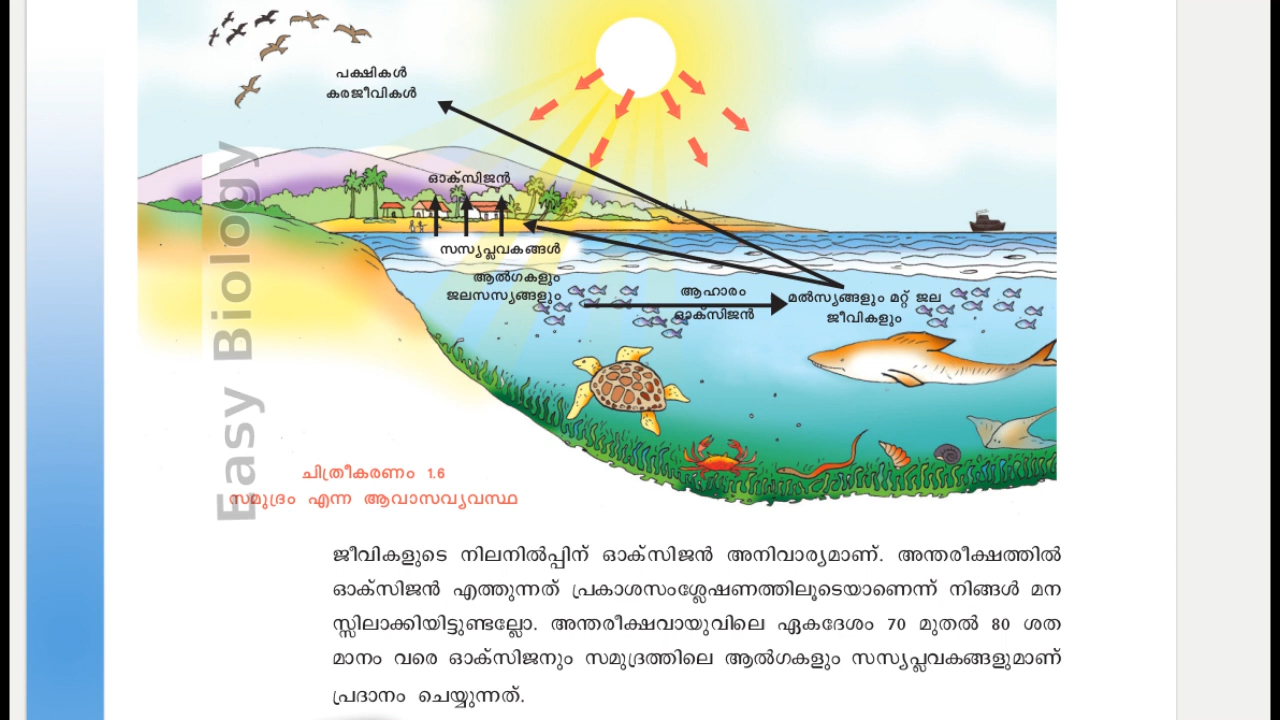 പക്ഷികൾ
കരജീവികൾ
ഓക്സിജൻ
സസ്യപ്ലവകങ്ങൾ
ആൽഗകളും
ജലസസ്യങ്ങളും
ആഹാരം
ഓക്സിജൻ
മൽസ്യങ്ങളും മറ്റ് ജല
ജീവികളും
Easy Biology
ചിത്രീകരണം 1.6
സമുദ്രം എന്ന ആവാസവ്യവസ്ഥ
ജീവികളുടെ നിലനിൽപ്പിന് ഓക്സിജൻ അനിവാര്യമാണ്. അന്തരീക്ഷത്തിൽ
ഓക്സിജൻ എത്തുന്നത് പ്രകാശസംശ്ലേഷണത്തിലൂടെയാണെന്ന് നിങ്ങൾ മന
സ്സിലാക്കിയിട്ടുണ്ടല്ലോ. അന്തരീക്ഷവായുവിലെ ഏകദേശം 70 മുതൽ 80 ശത
മാനം വരെ ഓക്സിജനും സമുദ്രത്തിലെ ആൽഗകളും സസ്യപ്ലവകങ്ങളുമാണ്
പ്രദാനം ചെയ്യുന്നത്.